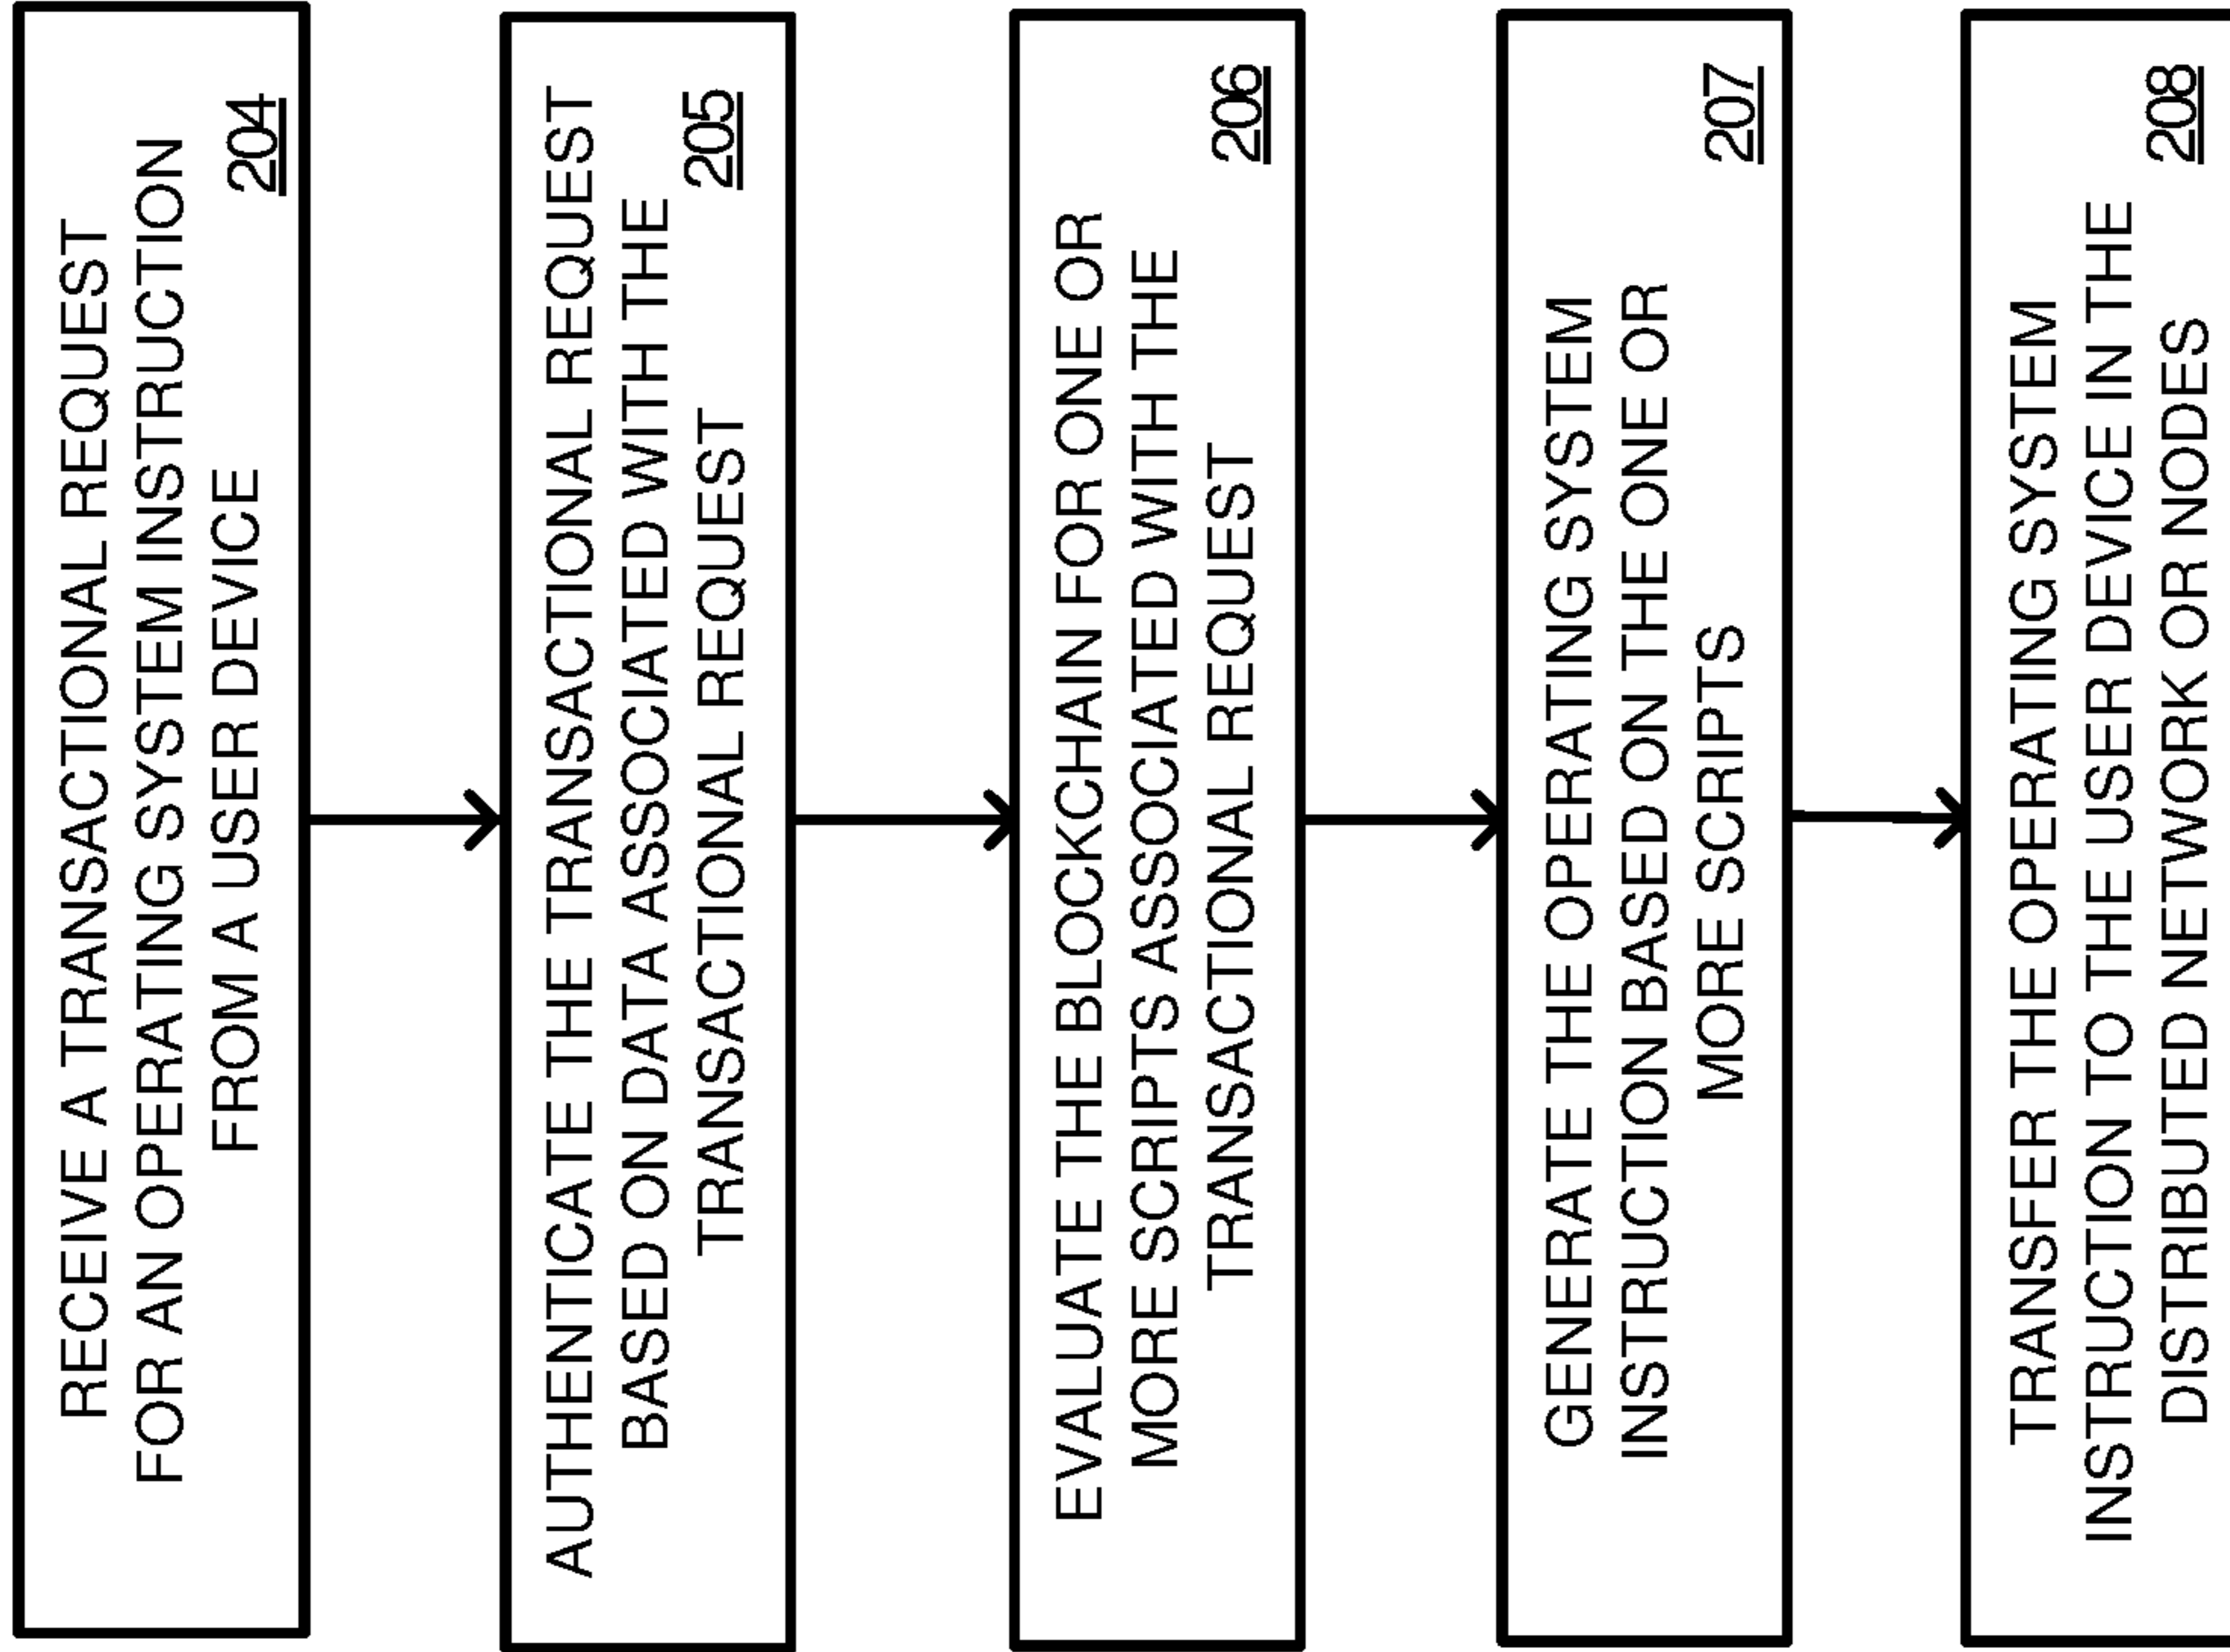 RECEIVE A TRANSACTIONAL REQUEST
FOR AN OPERATING SYSTEM INSTRUCTION
FROM A USER DEVICE
204
AUTHENTICATE THE TRANSACTIONAL REQUEST
BASED ON DATA ASSOCIATED WITH THE
TRANSACTIONAL REQUEST
205
EVALUATE THE BLOCKCHAIN FOR ONE OR
MORE SCRIPTS ASSOCIATED WITH THE
TRANSACTIONAL REQUEST
206
GENERATE THE OPERATING SYSTEM
INSTRUCTION BASED ON THE ONE OR
MORE SCRIPTS
207
TRANSFER THE OPERATING SYSTEM
INSTRUCTION TO THE USER DEVICE IN THE
DISTRIBUTED NETWORK OR NODES
208